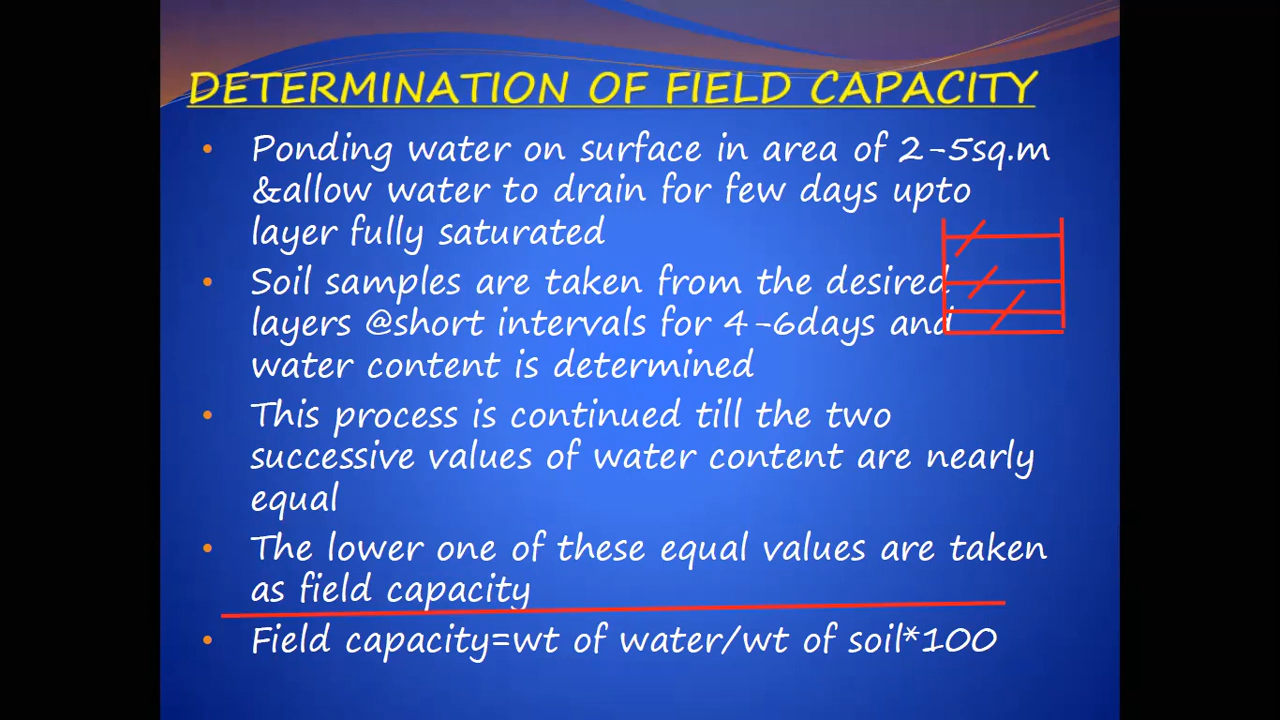 DETERMINATION OF FIELD CAPACITY
• Ponding water on surface in area of 2-5sq.m
&allow water to drain for few days upto
layer fully saturated
• Soil samples are taken from the desired
layers @short intervals for 4-6days and
water content is determined
• This process is continued till the two
successive values of water content are nearly
equal
• The lower one of these equal values are taken
as field capacity
• Field capacity=wt of water/wt of soil*100